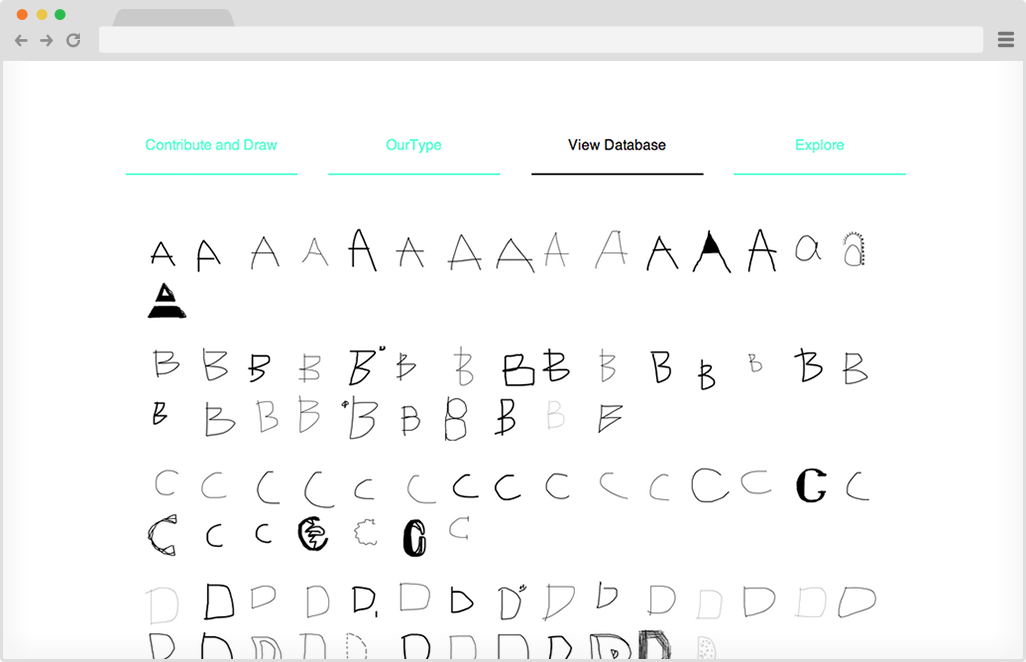 Contribute and Draw OurType View Database Explore
A A A A A A A A A A A A A a a
A
B B B B B B B B B B B B B B B
B B B B B B B B B B
C C C C C C C C C C C C C C C
C C C C C C C
D D D D D D D D D D D D D D D
D D D D D D D D D D D D